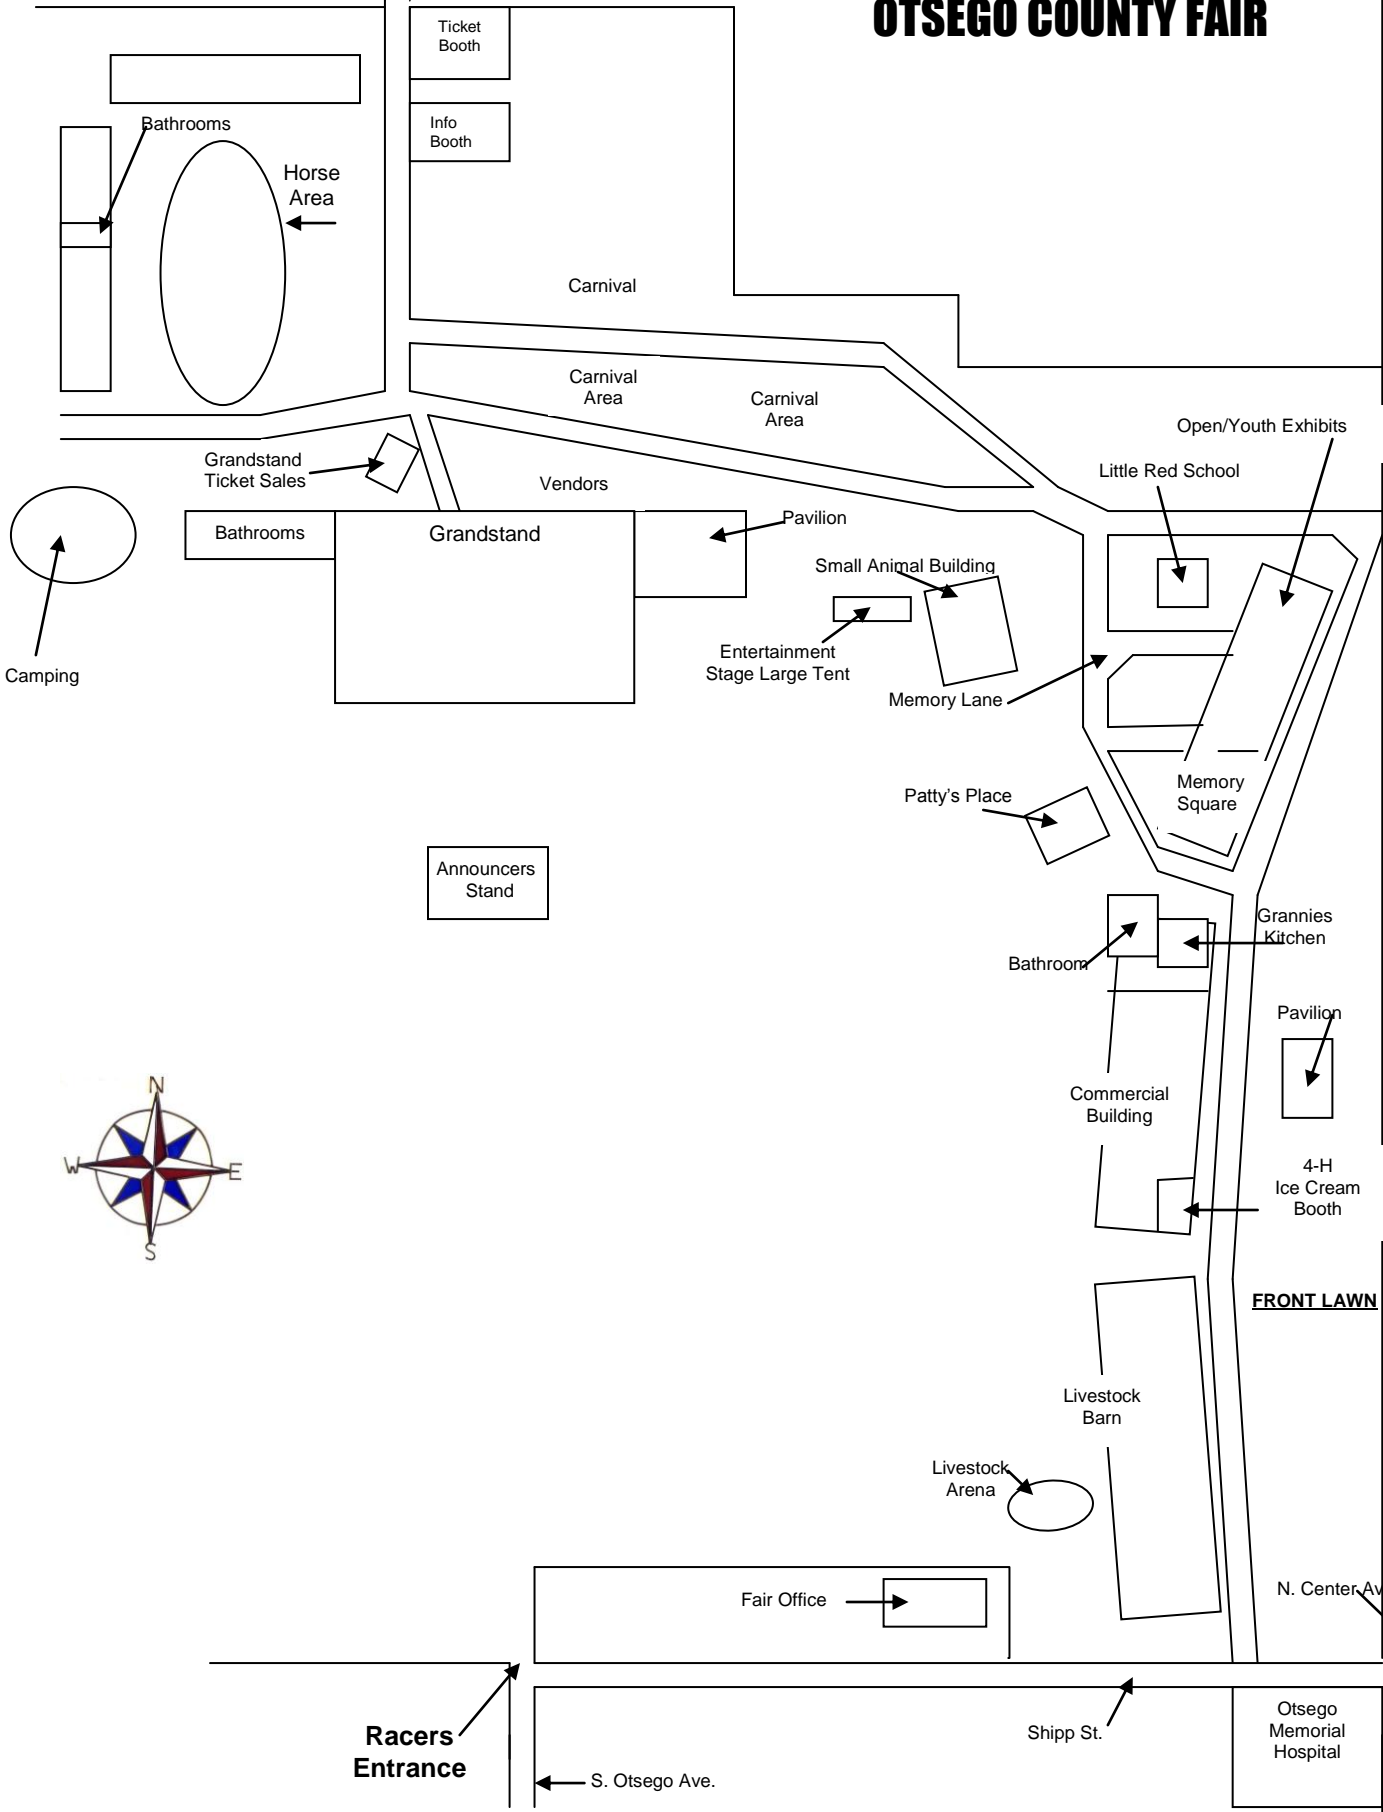 OTSEGO COUNTY FAIR
Ticket
Booth
Info
Booth
Bathrooms
Horse
Area
Carnival
Carnival
Area
Carnival
Area
Open/Youth Exhibits
Little Red School
Grandstand
Ticket Sales
Vendors
Bathrooms
Grandstand
Pavilion
Small Animal Building
Entertainment
Stage Large Tent
Camping
Memory Lane
Memory
Square
Patty's Place
Announcers
Stand
Grannies
Kitchen
Bathroom
Pavilion
N
W
E
S
Commercial
Building
4-H
Ice Cream
Booth
FRONT LAWN
Livestock
Barn
Livestock
Arena
Fair Office
N. Center Av
Racers
Entrance
Shipp St.
Otsego
Memorial
Hospital
S. Otsego Ave.